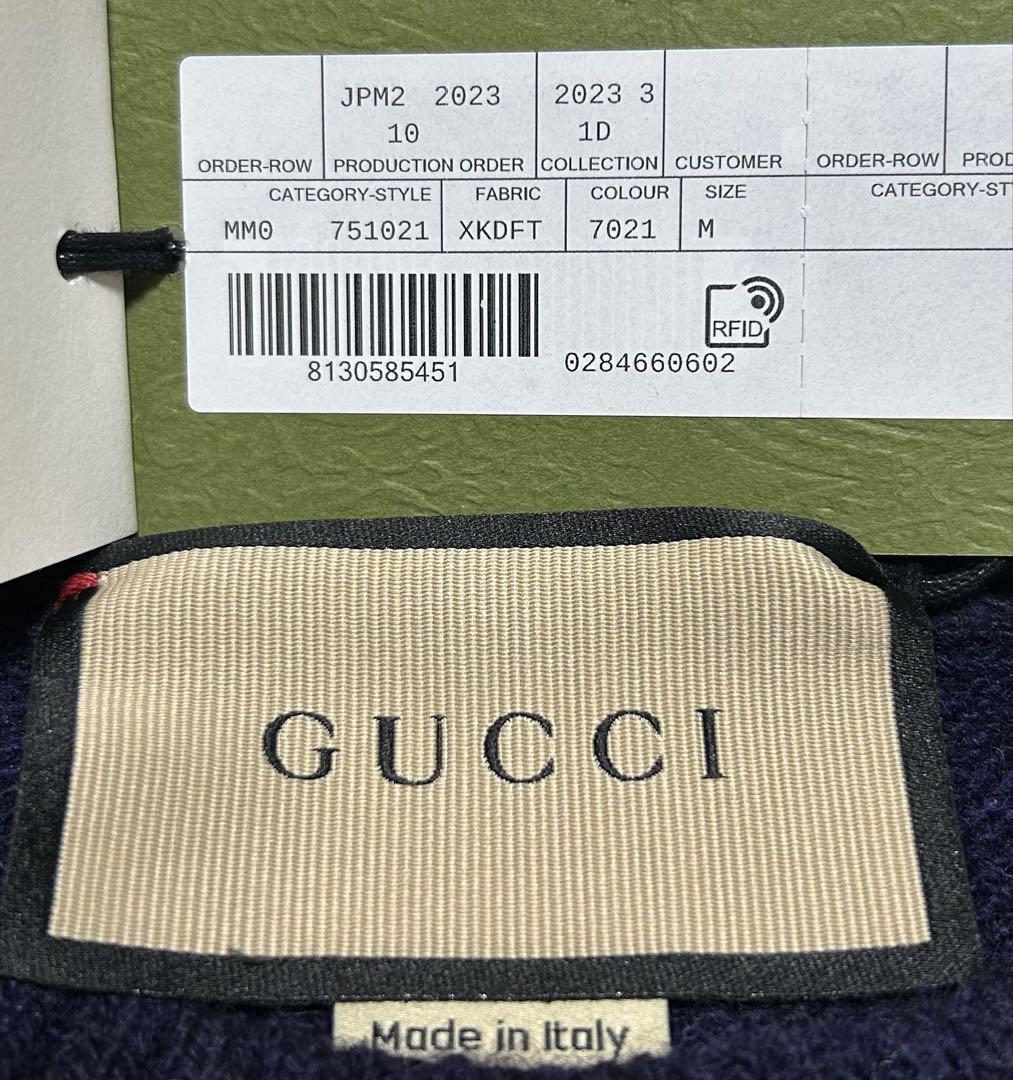 JPM2 2023 2023 3
10 1D
ORDER-ROW PRODUCTION ORDER COLLECTION CUSTOMER ORDER-ROW
CATEGORY-STYLE FABRIC COLOUR SIZE
MM0 751021 XKDFT 7021 M
RFID
8130585451 0284660602
GUCCI
Made in Italy